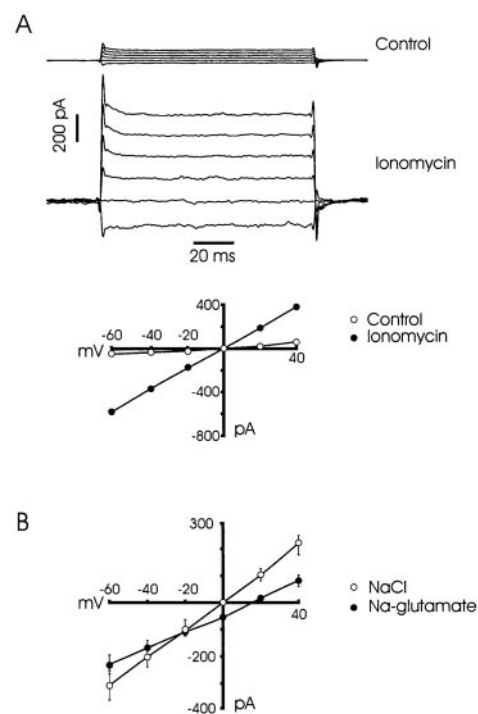 A
Control
200 pA
Ionomycin
20 ms
400
-60 -40 -20
mV
40
-400
-800
pA
Control
Ionomycin
B
300
-60 -40 -20
mV
40
-200
-400
pA
NaCl
Na-glutamate